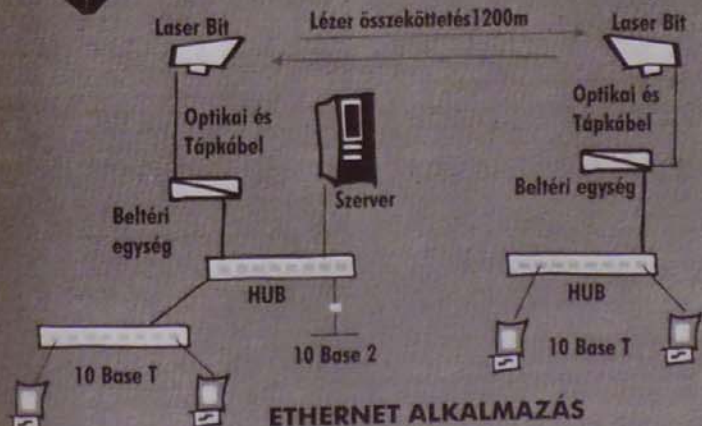 Laser Bit
Lézer összeköttetés1200m
Laser Bit
Optikai és
Tápkábel
Optikai és
Tápkábel
Szerver
Beltéri
egység
Beltéri egység
HUB
HUB
10 Base T
10 Base 2
10 Base T
ETHERNET ALKALMAZÁS